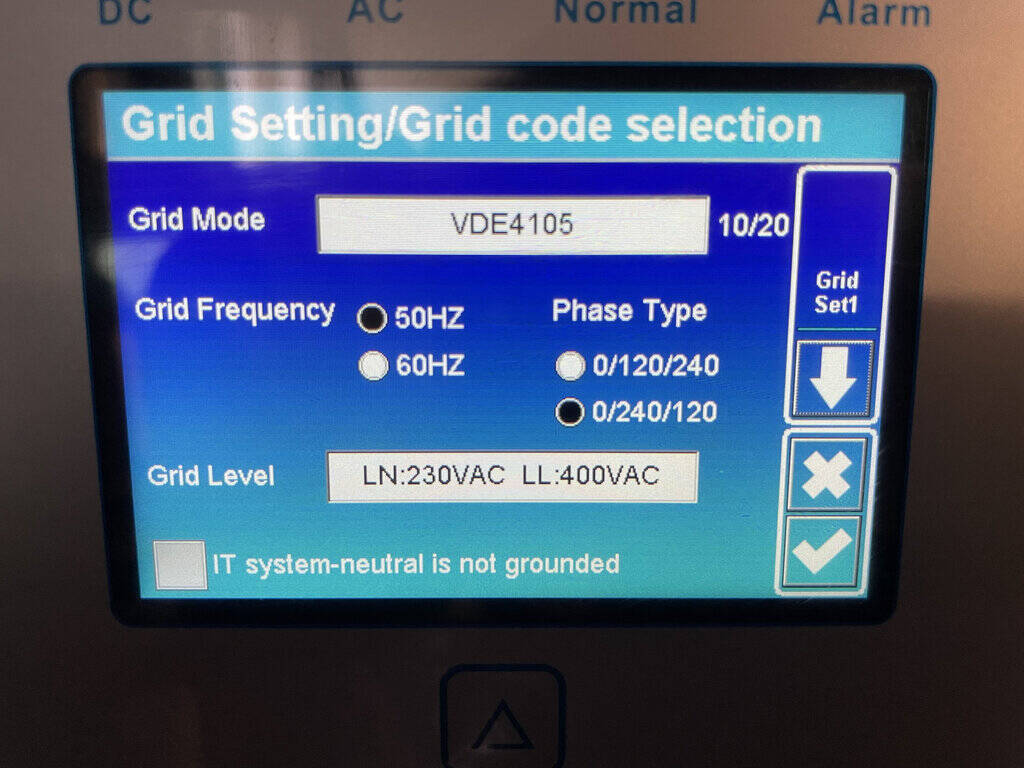 DC AC Normal Alarm
Grid Setting/Grid code selection
Grid Mode VDE4105 10/20
Grid Set1
Grid Frequency 50HZ Phase Type
60HZ 0/120/240
0/240/120
Grid Level LN:230VAC LL:400VAC
IT system-neutral is not grounded